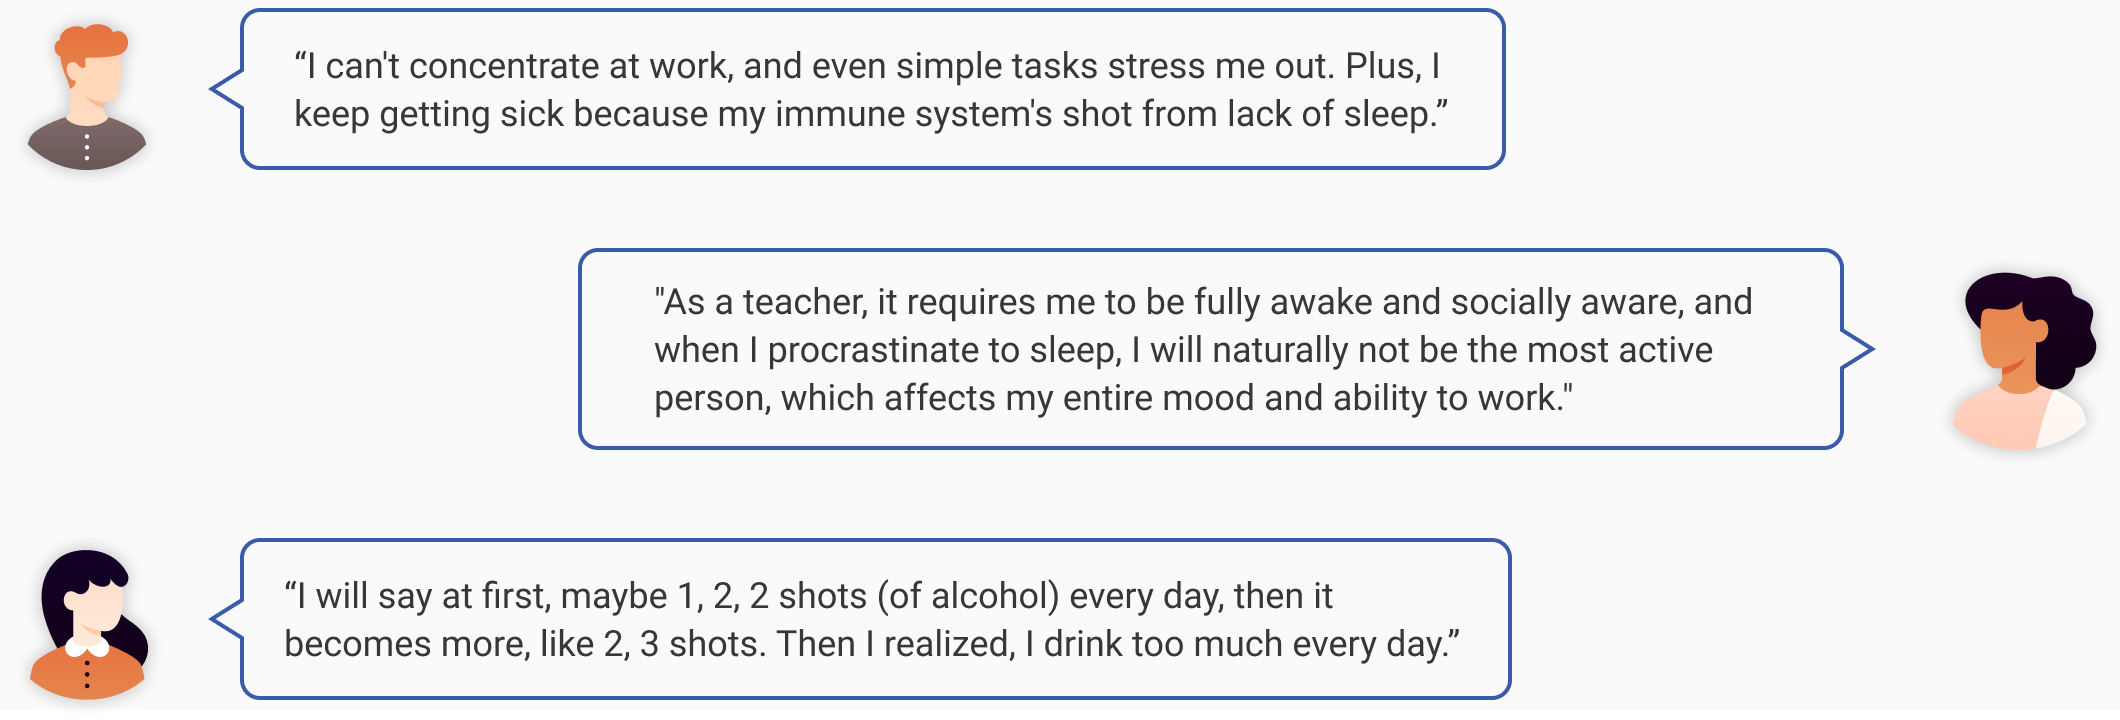 “I can't concentrate at work, and even simple tasks stress me out. Plus, I
keep getting sick because my immune system's shot from lack of sleep.”
"As a teacher, it requires me to be fully awake and socially aware, and
when I procrastinate to sleep, I will naturally not be the most active
person, which affects my entire mood and ability to work."
“I will say at first, maybe 1, 2, 2 shots (of alcohol) every day, then it
becomes more, like 2, 3 shots. Then I realized, I drink too much every day.”